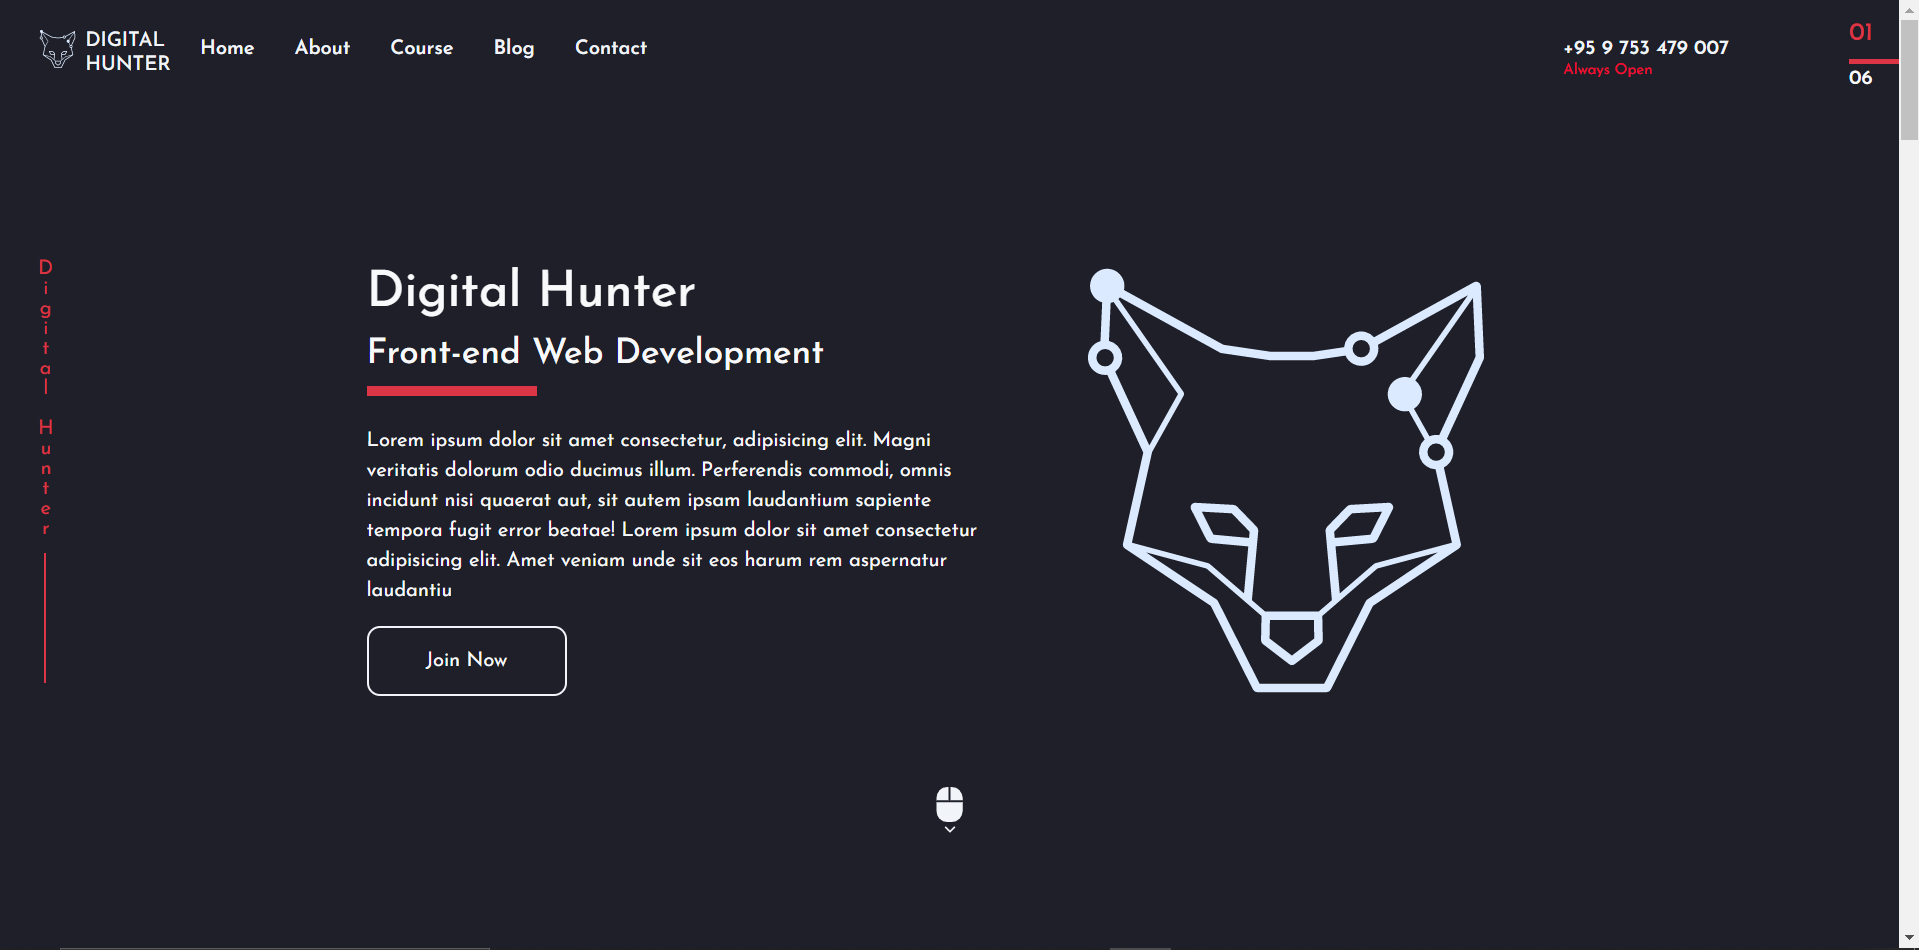 DIGITAL
HUNTER
Home
About
Course
Blog
Contact
+95 9 753 479 007
Always Open
01
06
Digital Hunter
Digital Hunter
Front-end Web Development
Lorem ipsum dolor sit amet consectetur, adipisicing elit. Magni
veritatis dolorum odio ducimus illum. Perferendis commodi, omnis
incidunt nisi quaerat aut, sit autem ipsam laudantium sapiente
tempora fugit error beatae! Lorem ipsum dolor sit amet consectetur
adipisicing elit. Amet veniam unde sit eos harum rem aspernatur
laudantiu
Join Now